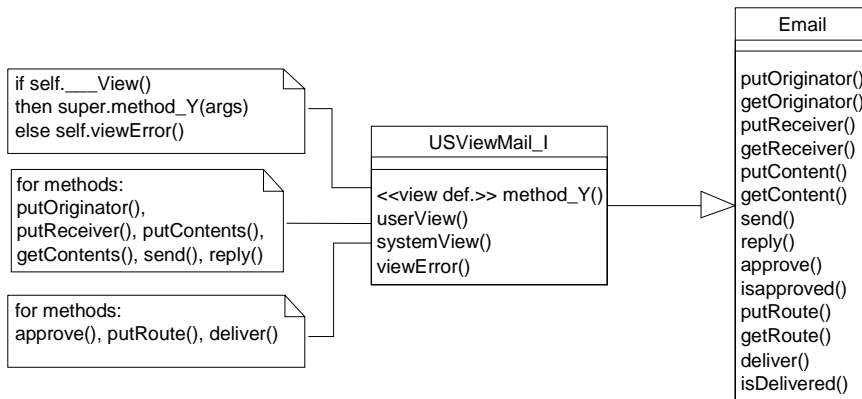 if self.___View()
then super.method_Y(args)
else self.viewError()
for methods:
putOriginator(),
putReceiver(), putContents(),
getContents(), send(), reply()
for methods:
approve(), putRoute(), deliver()
USViewMail_I
<<view def.>> method_Y()
userView()
systemView()
viewError()
Email
putOriginator()
getOriginator()
putReceiver()
getReceiver()
putContent()
getContent()
send()
reply()
approve()
isapproved()
putRoute()
getRoute()
deliver()
isDelivered()